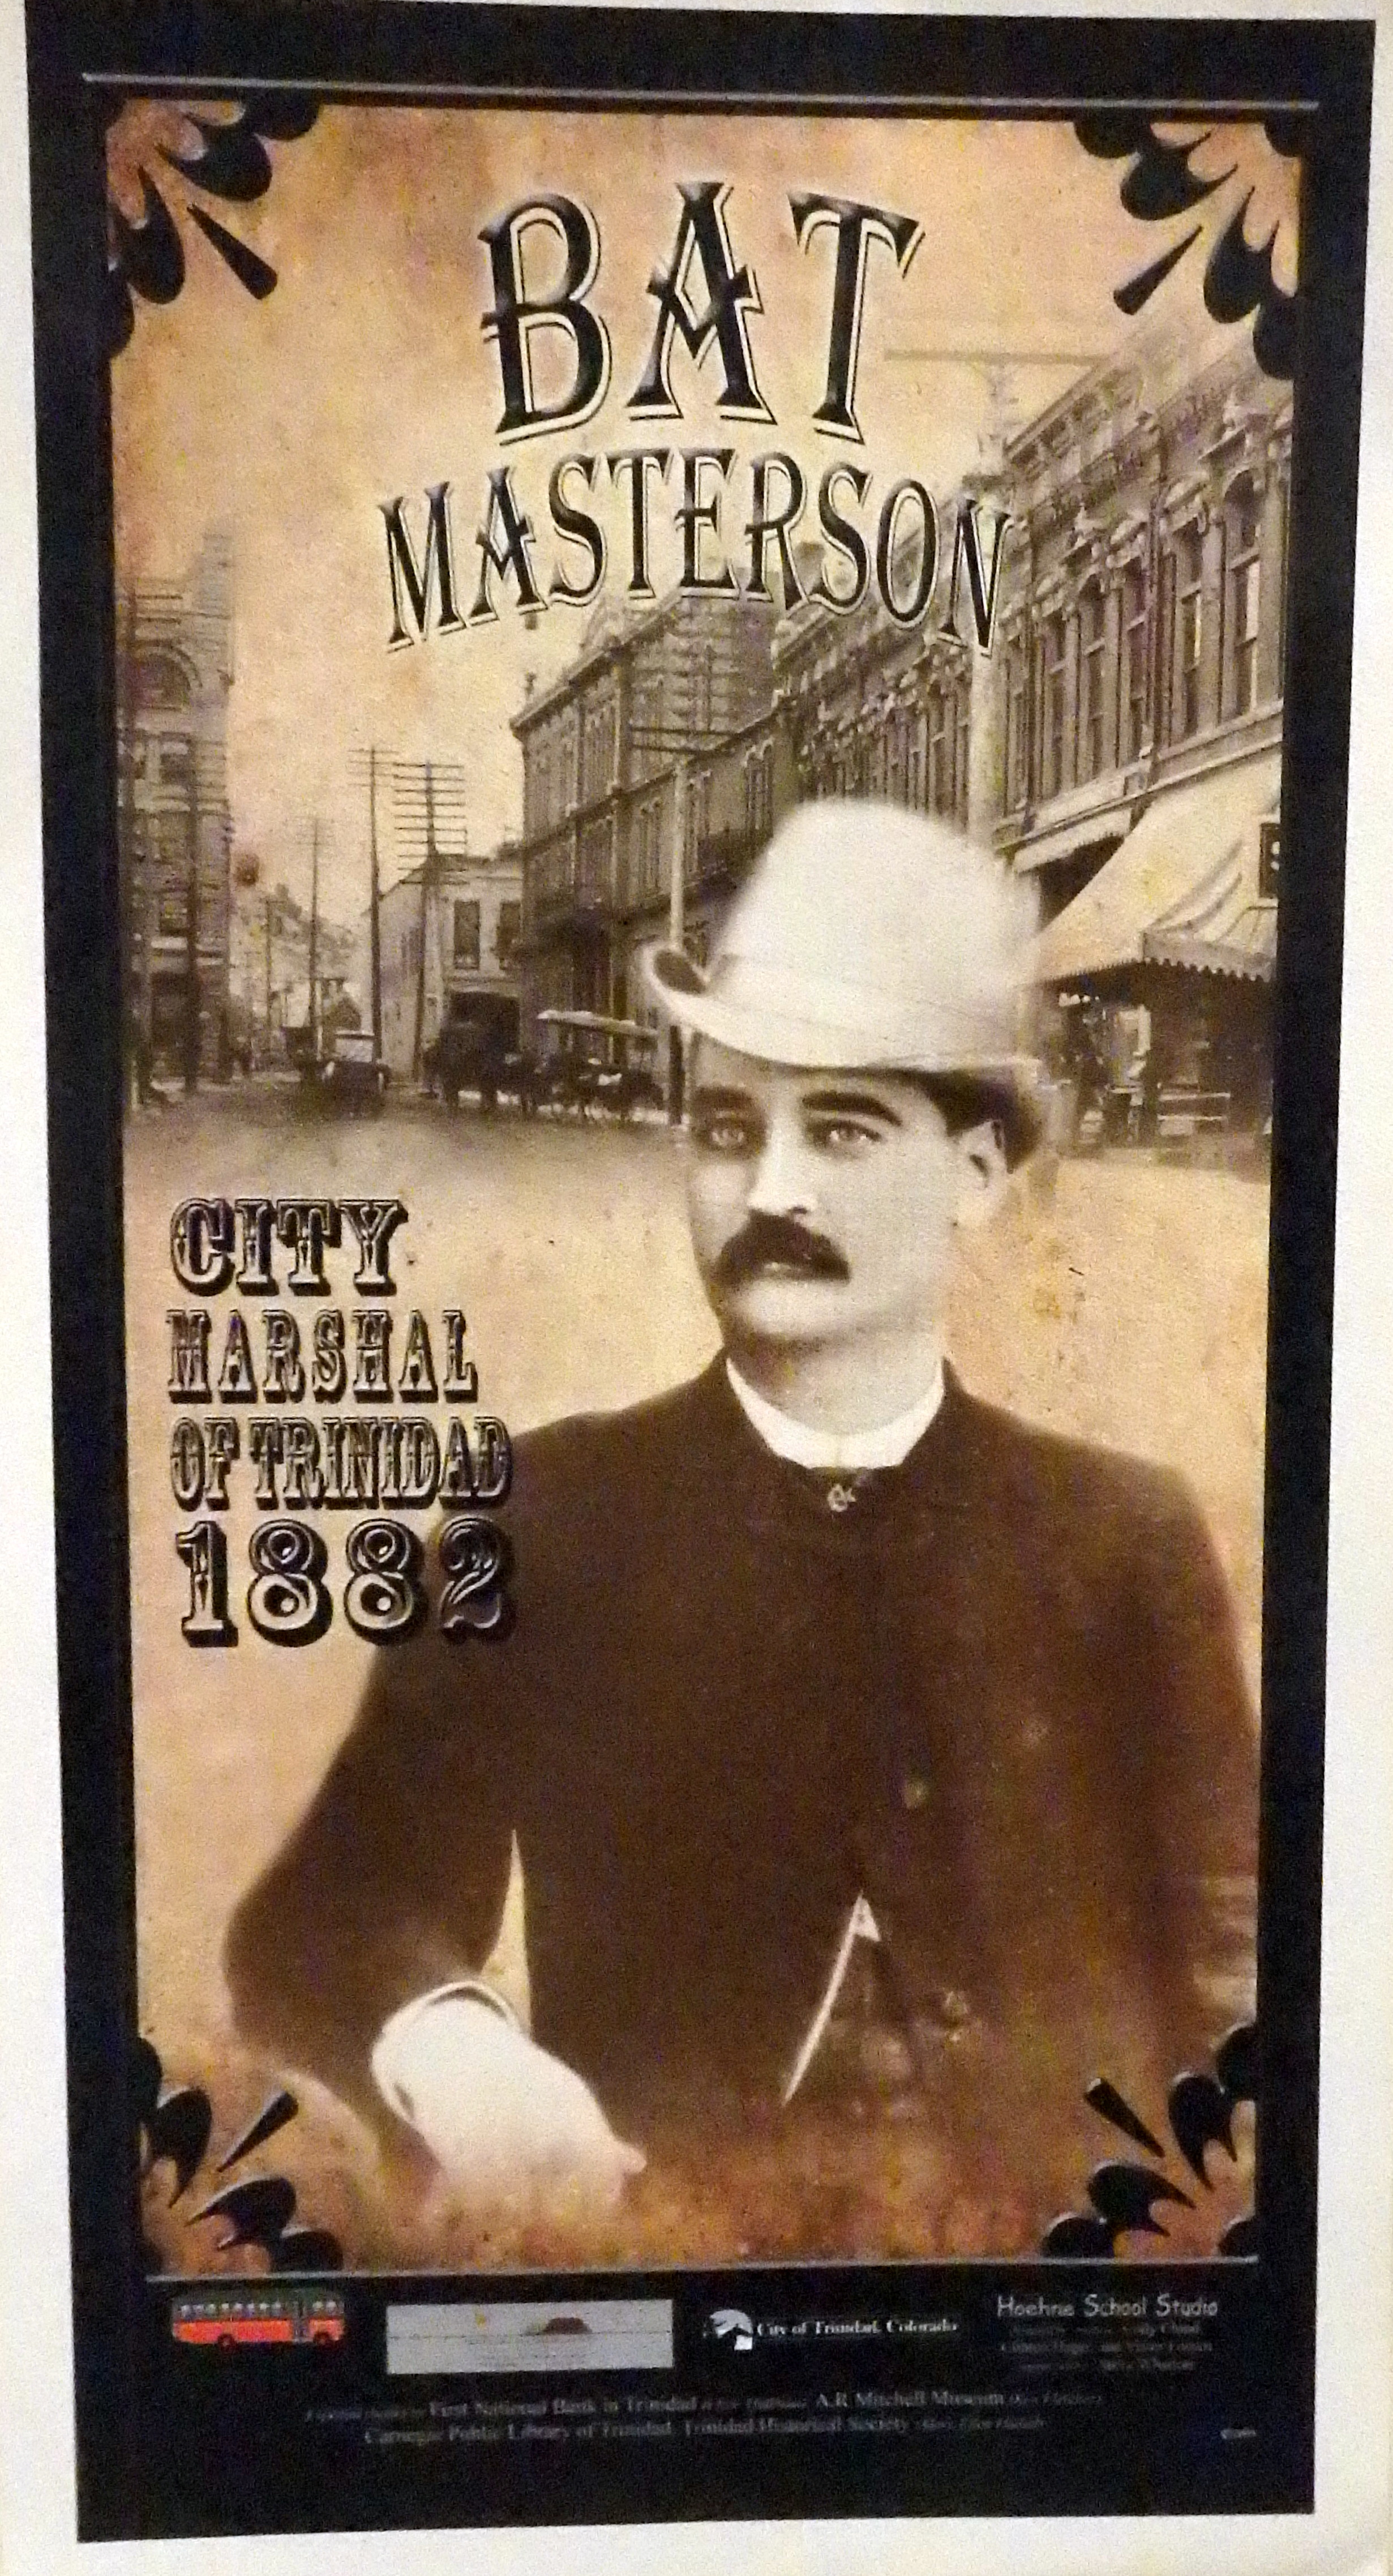 BAT
MASTERSON
CITY
MARSHAL
OF TRINIDAD
1882
City of Trinidad, Colorado
Hoehne School Studio
First National Bank in Trinidad A.R. Mitchell Museum
Carnegie Public Library of Trinidad Trinidad Historical Society